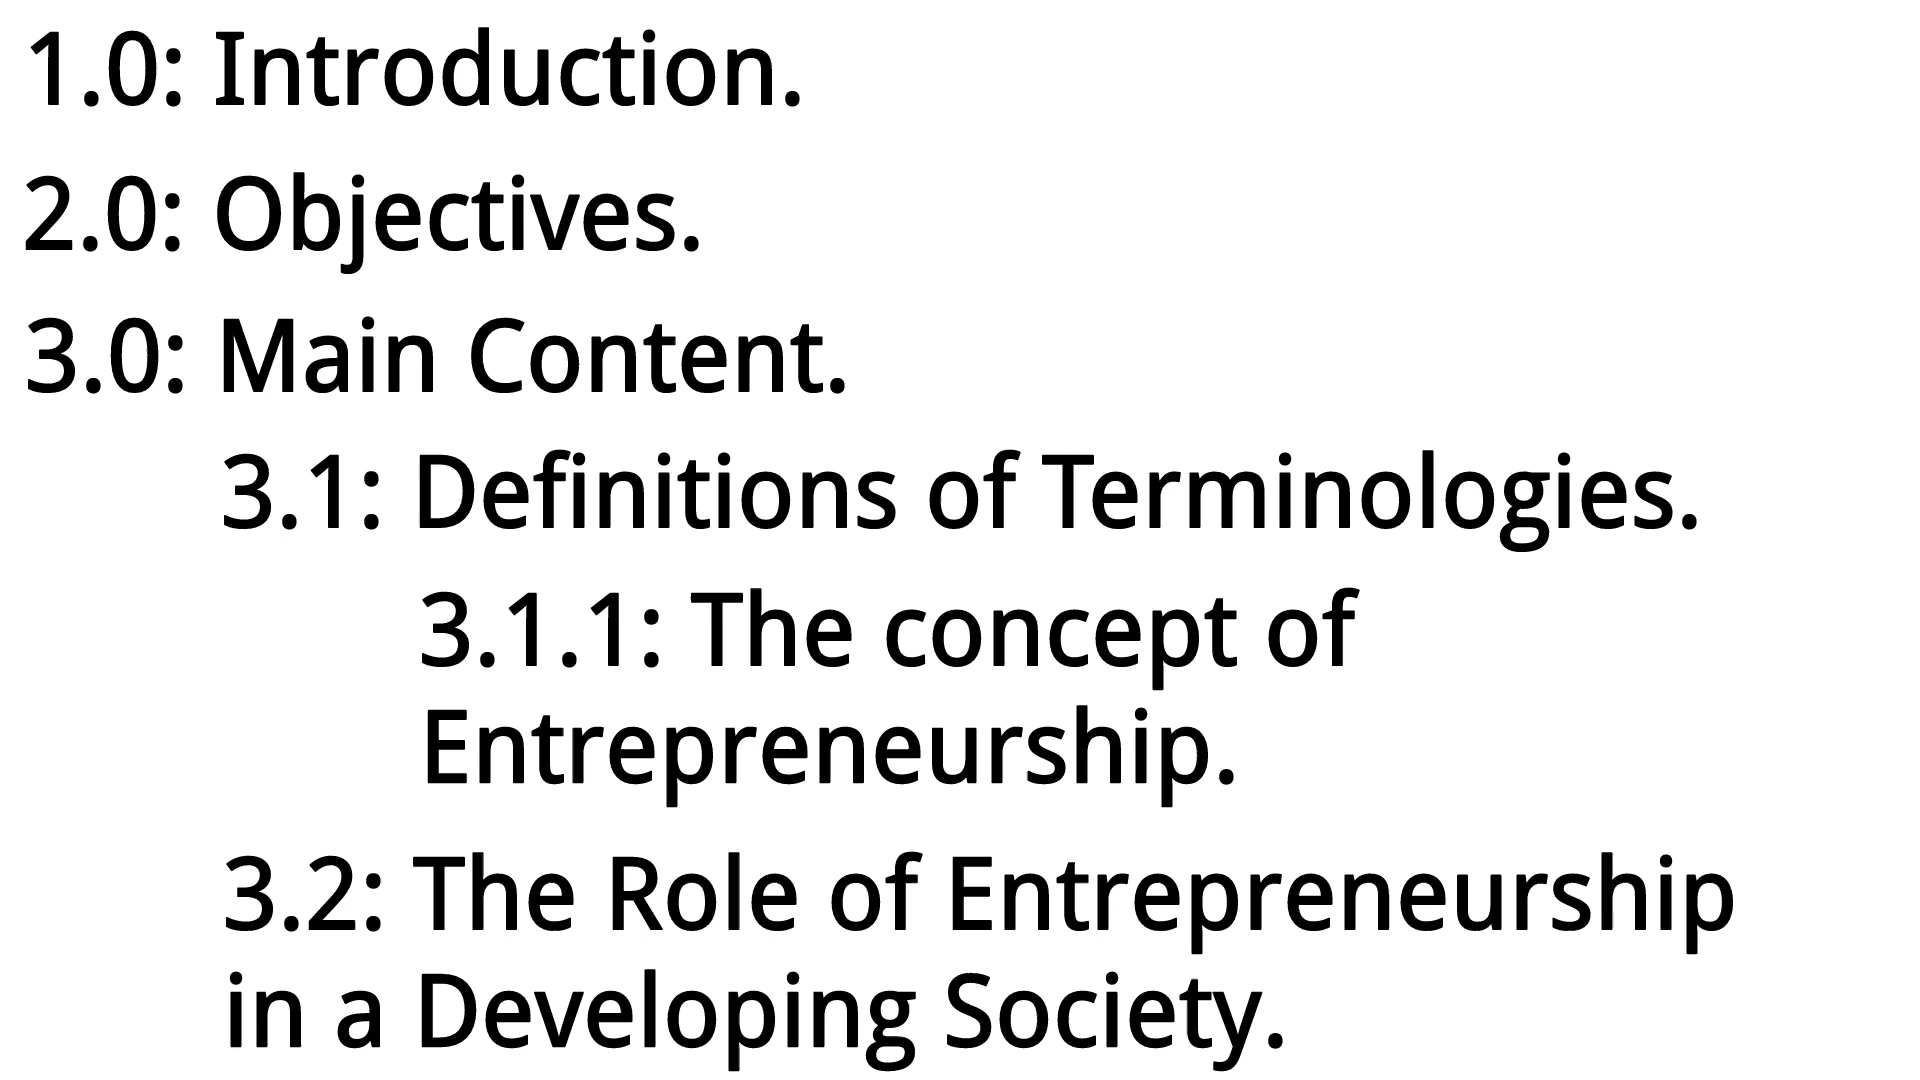 1.0: Introduction.
2.0: Objectives.
3.0: Main Content.
3.1: Definitions of Terminologies.
3.1.1: The concept of
Entrepreneurship.
3.2: The Role of Entrepreneurship
in a Developing Society.